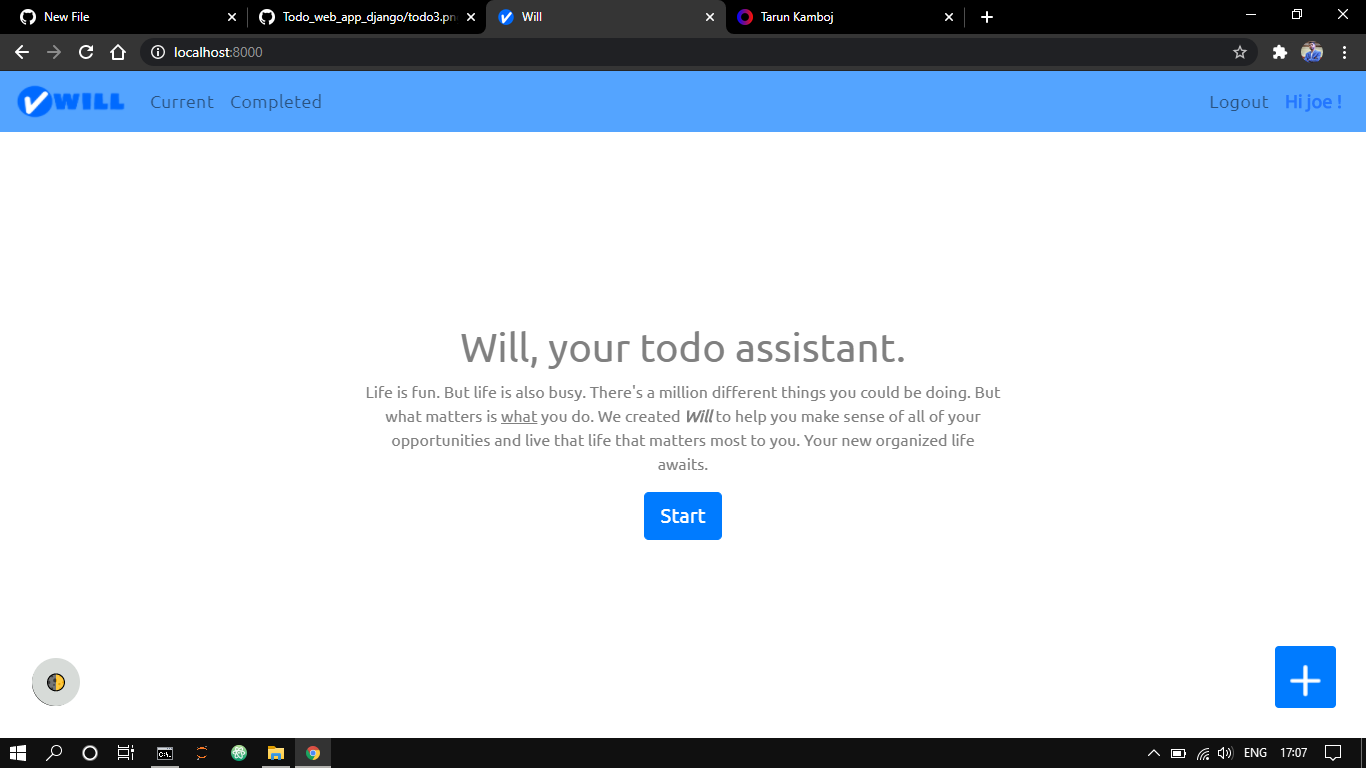 New File
Todo_web_app_django/todo3.pn
Will
Tarun Kamboj
localhost:8000
WILL
Current
Completed
Logout
Hi joe !
Will, your todo assistant.
Life is fun. But life is also busy. There's a million different things you could be doing. But
what matters is what you do. We created Will to help you make sense of all of your
opportunities and live that life that matters most to you. Your new organized life
awaits.
Start
ENG
17:07